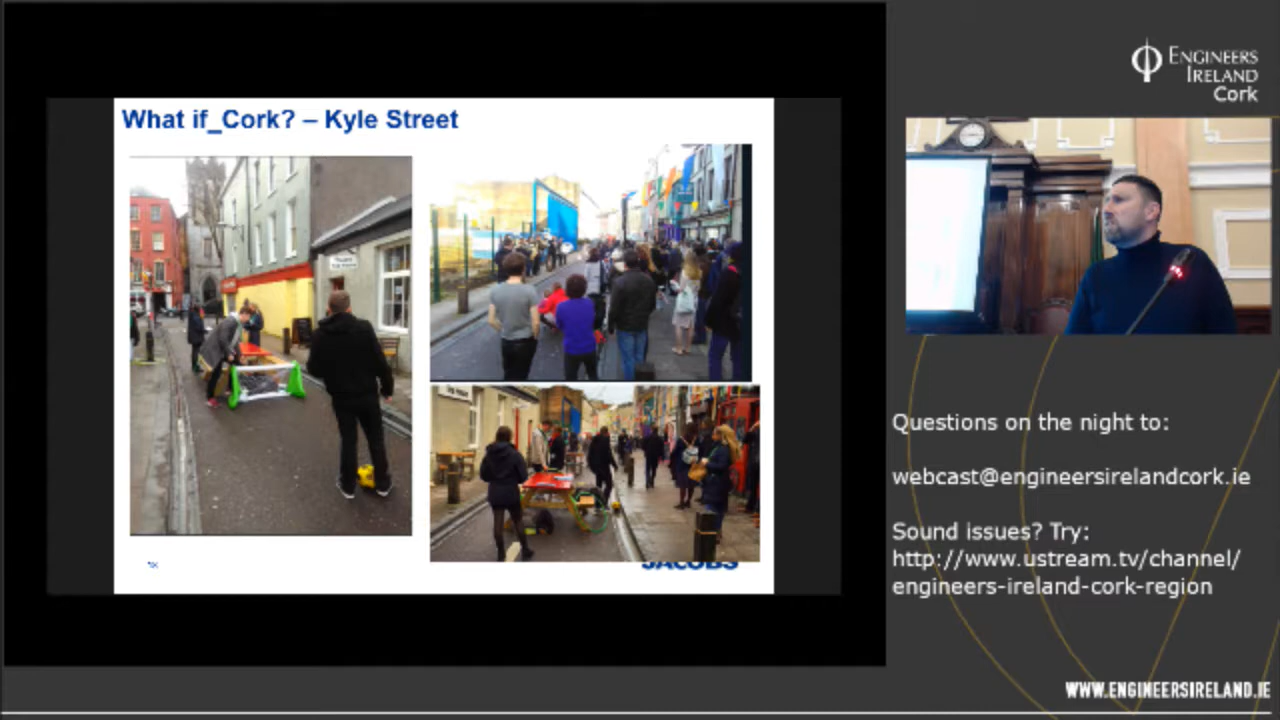 What if_Cork? – Kyle Street
JACOBS
ENGINEERS
IRELAND
Cork
Questions on the night to:
webcast@engineersirelandcork.ie
Sound issues? Try:
http://www.ustream.tv/channel/
engineers-ireland-cork-region
WWW.ENGINEERSIRELAND.IE